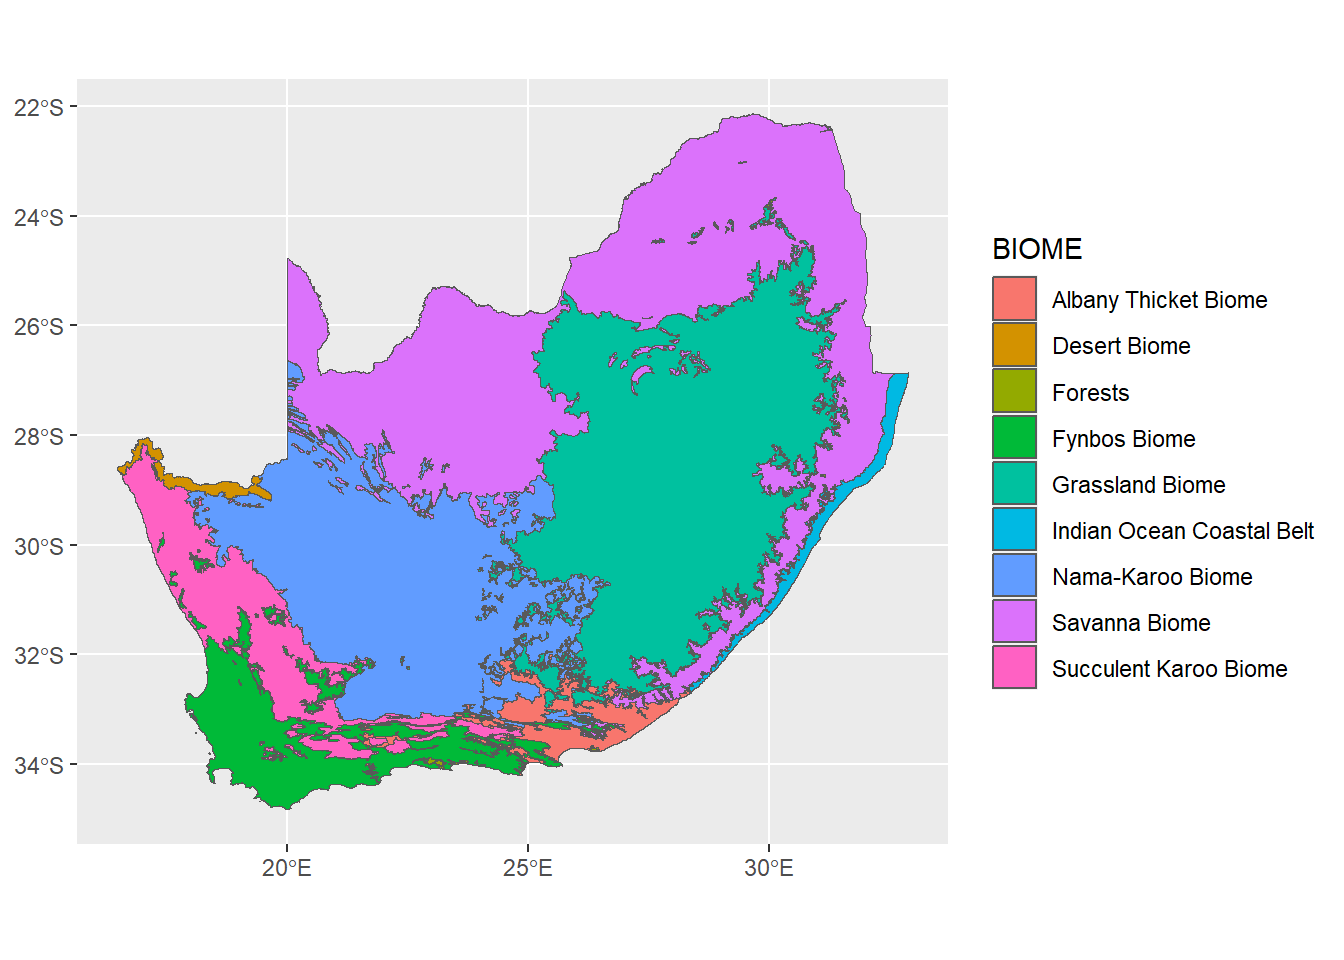 22°S
24°S
26°S
28°S
30°S
32°S
34°S
20°E
25°E
30°E
BIOME
Albany Thicket Biome
Desert Biome
Forests
Fynbos Biome
Grassland Biome
Indian Ocean Coastal Belt
Nama-Karoo Biome
Savanna Biome
Succulent Karoo Biome